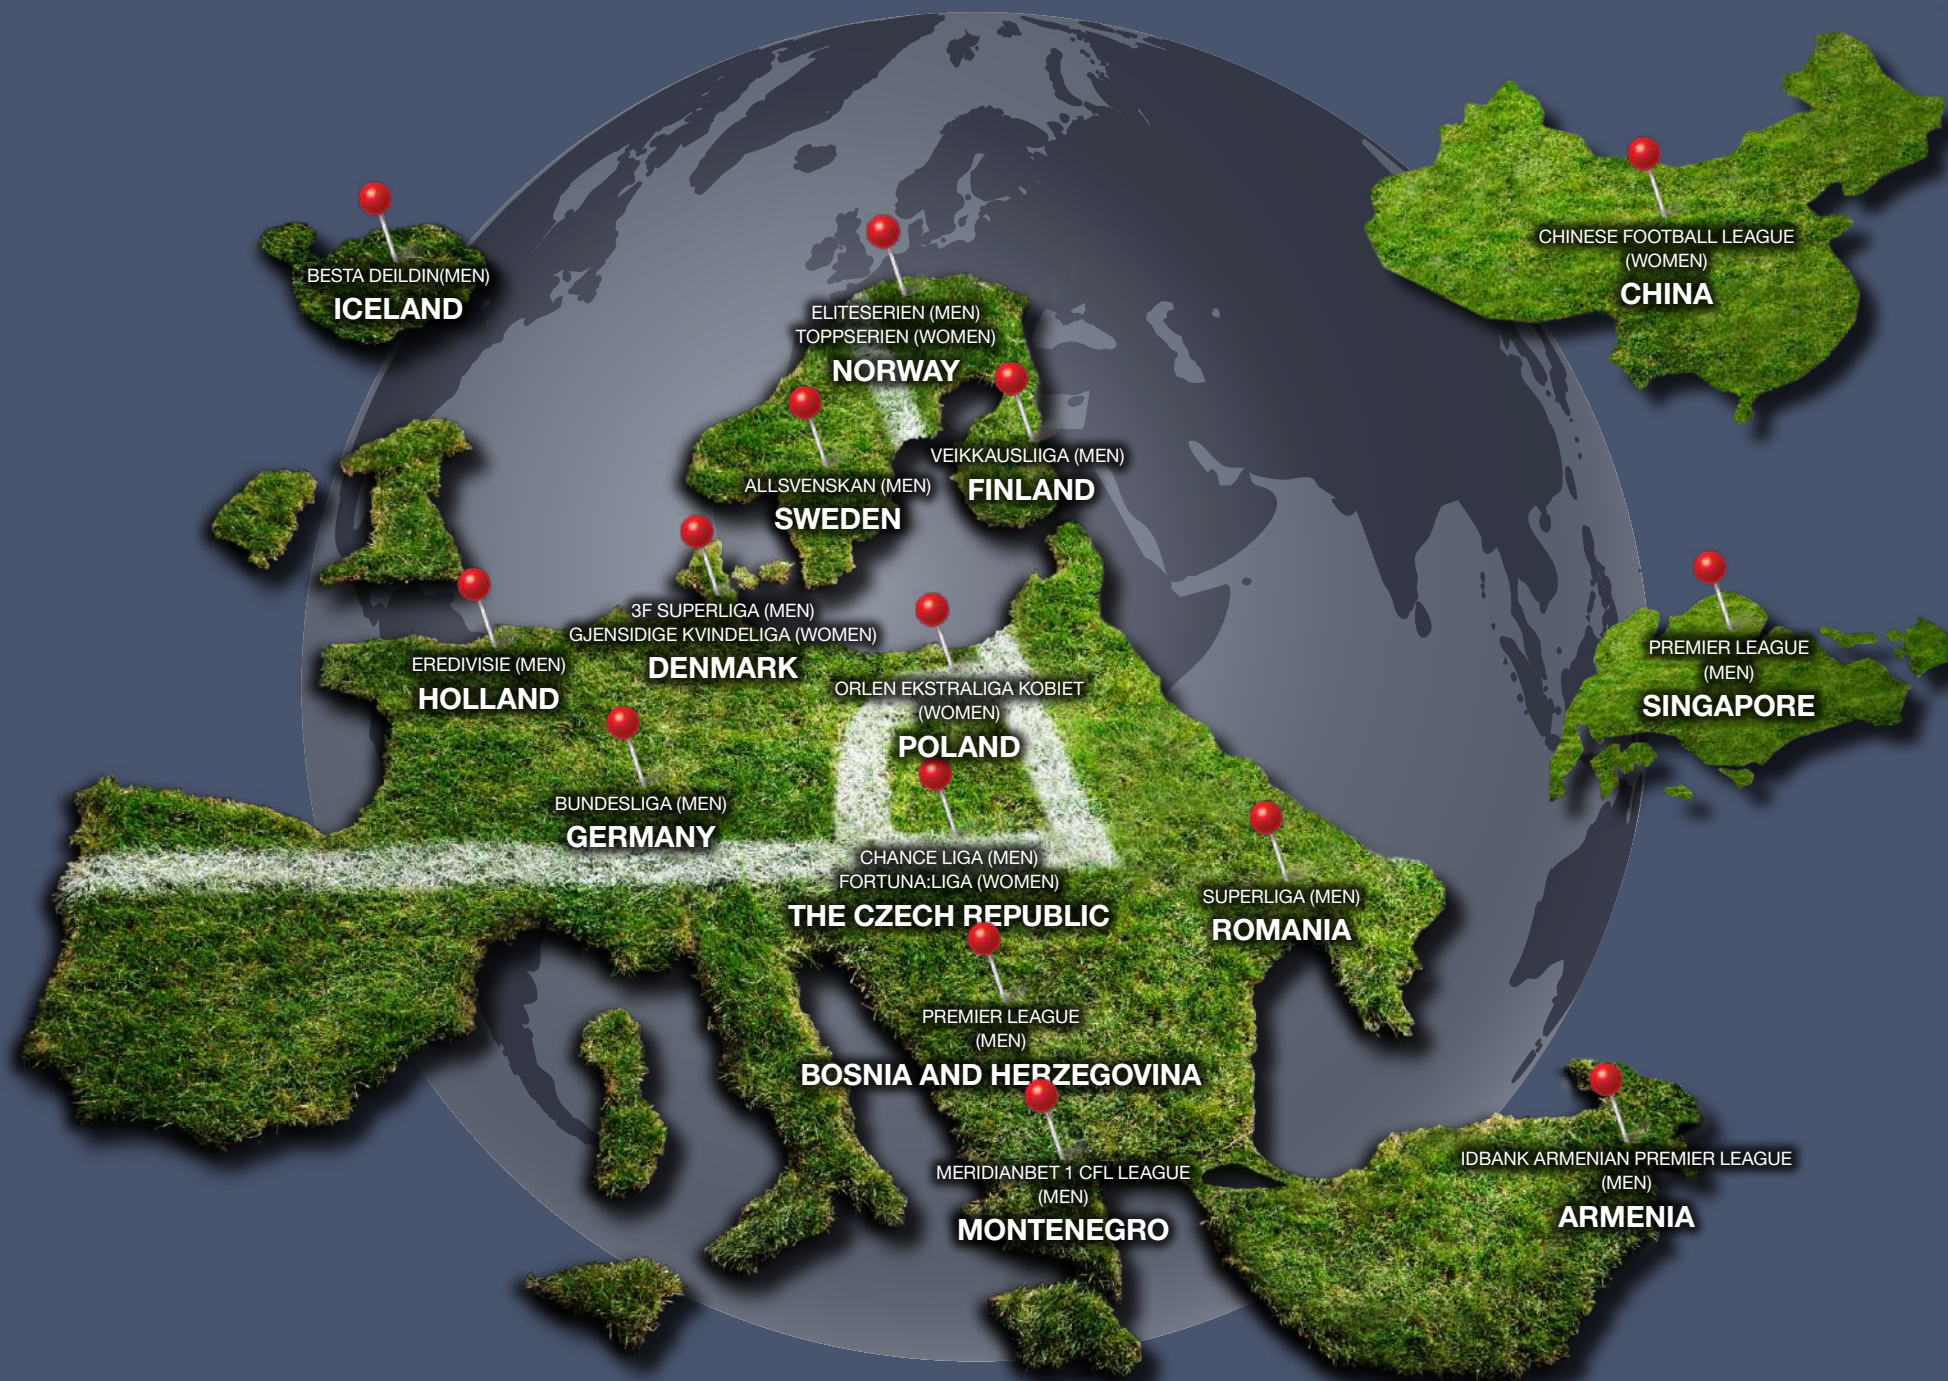 BESTA DEILDIN(MEN)
ICELAND
CHINESE FOOTBALL LEAGUE
(WOMEN)
CHINA
ELITESERIEN (MEN)
TOPPSERIEN (WOMEN)
NORWAY
VEIKKAUSLIIGA (MEN)
FINLAND
ALLSVENSKAN (MEN)
SWEDEN
3F SUPERLIGA (MEN)
GJENSIDIGE KVINDELIGA (WOMEN)
DENMARK
EREDIVISIE (MEN)
HOLLAND
ORLEN EKSTRALIGA KOBIET
(WOMEN)
POLAND
PREMIER LEAGUE
(MEN)
SINGAPORE
BUNDESLIGA (MEN)
GERMANY
CHANCE LIGA (MEN)
FORTUNA:LIGA (WOMEN)
THE CZECH REPUBLIC
SUPERLIGA (MEN)
ROMANIA
PREMIER LEAGUE
(MEN)
BOSNIA AND HERZEGOVINA
MERIDIANBET 1 CFL LEAGUE
(MEN)
MONTENEGRO
IDBANK ARMENIAN PREMIER LEAGUE
(MEN)
ARMENIA